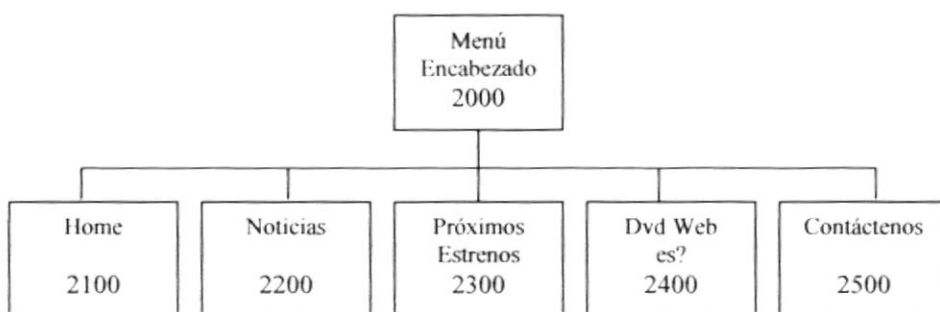 Menú
Encabezado
2000
Home
2100
Noticias
2200
Próximos
Estrenos
2300
Dvd Web
es?
2400
Contáctenos
2500